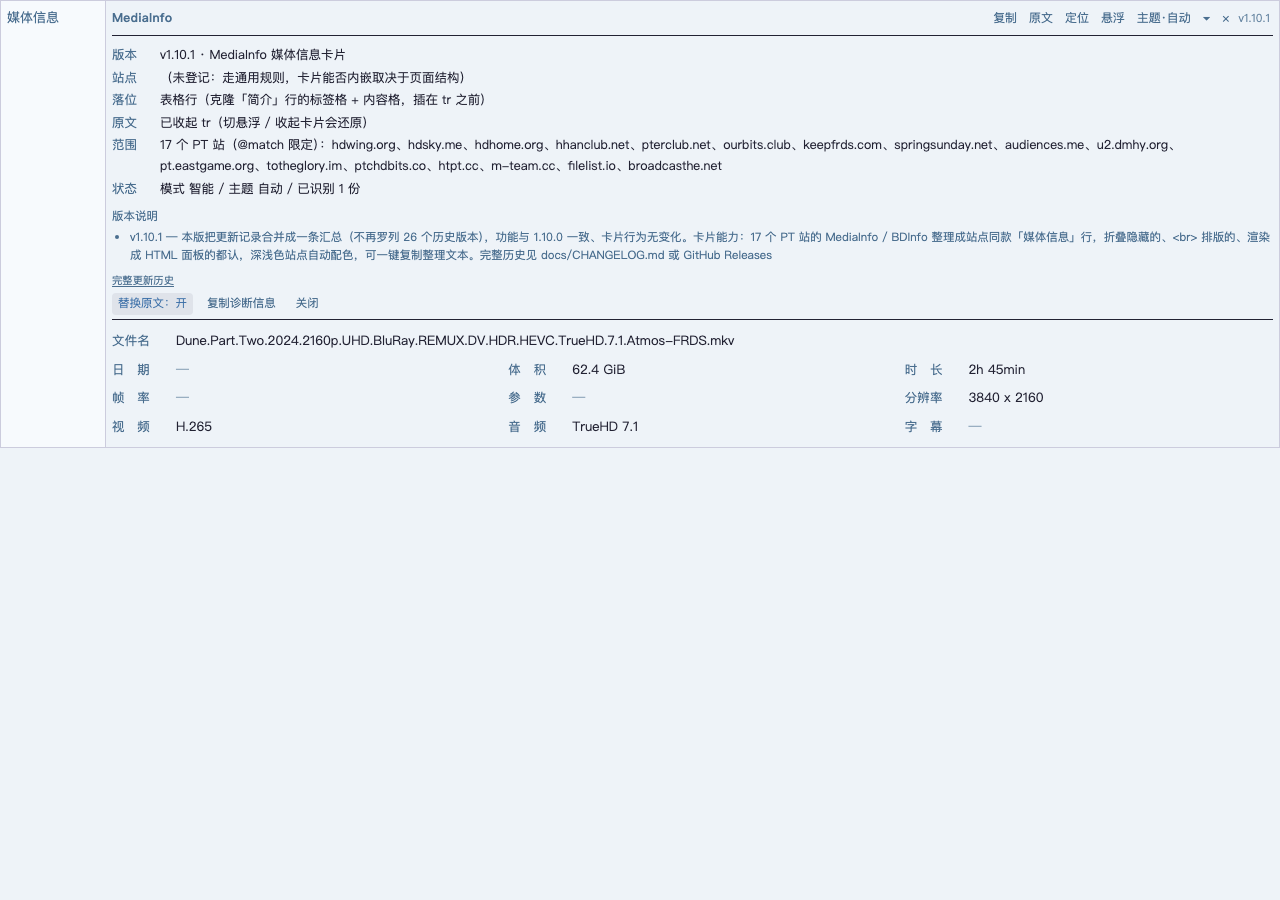 媒体信息
MediaInfo 复制 原文 定位 悬浮 主题·自动 ▾ × v1.10.1
版本 v1.10.1 · MediaInfo 媒体信息卡片
站点 （未登记：走通用规则，卡片能否内嵌取决于页面结构）
落位 表格行（克隆「简介」行的标签格 + 内容格，插在 tr 之前）
原文 已收起 tr（切悬浮 / 收起卡片会还原）
范围 17 个 PT 站（@match 限定）：hdwing.org、hdsky.me、hdhome.org、hhanclub.net、pterclub.net、ourbits.club、keepfrds.com、springsunday.net、audiences.me、u2.dmhy.org、
pt.eastgame.org、totheglory.im、ptchdbits.co、htpt.cc、m-team.cc、filelist.io、broadcasthe.net
状态 模式 智能 / 主题 自动 / 已识别 1 份
版本说明
• v1.10.1 — 本版把更新记录合并成一条汇总（不再罗列 26 个历史版本），功能与 1.10.0 一致、卡片行为无变化。卡片能力：17 个 PT 站的 MediaInfo / BDInfo 整理成站点同款「媒体信息」行，折叠隐藏的、<br> 排版的、渲染
成 HTML 面板的都认，深浅色站点自动配色，可一键复制整理文本。完整历史见 docs/CHANGELOG.md 或 GitHub Releases
完整更新历史
替换原文：开 复制诊断信息 关闭
文件名 Dune.Part.Two.2024.2160p.UHD.BluRay.REMUX.DV.HDR.HEVC.TrueHD.7.1.Atmos-FRDS.mkv
日 期 — 体 积 62.4 GiB 时 长 2h 45min
帧 率 — 参 数 — 分辨率 3840 x 2160
视 频 H.265 音 频 TrueHD 7.1 字 幕 —